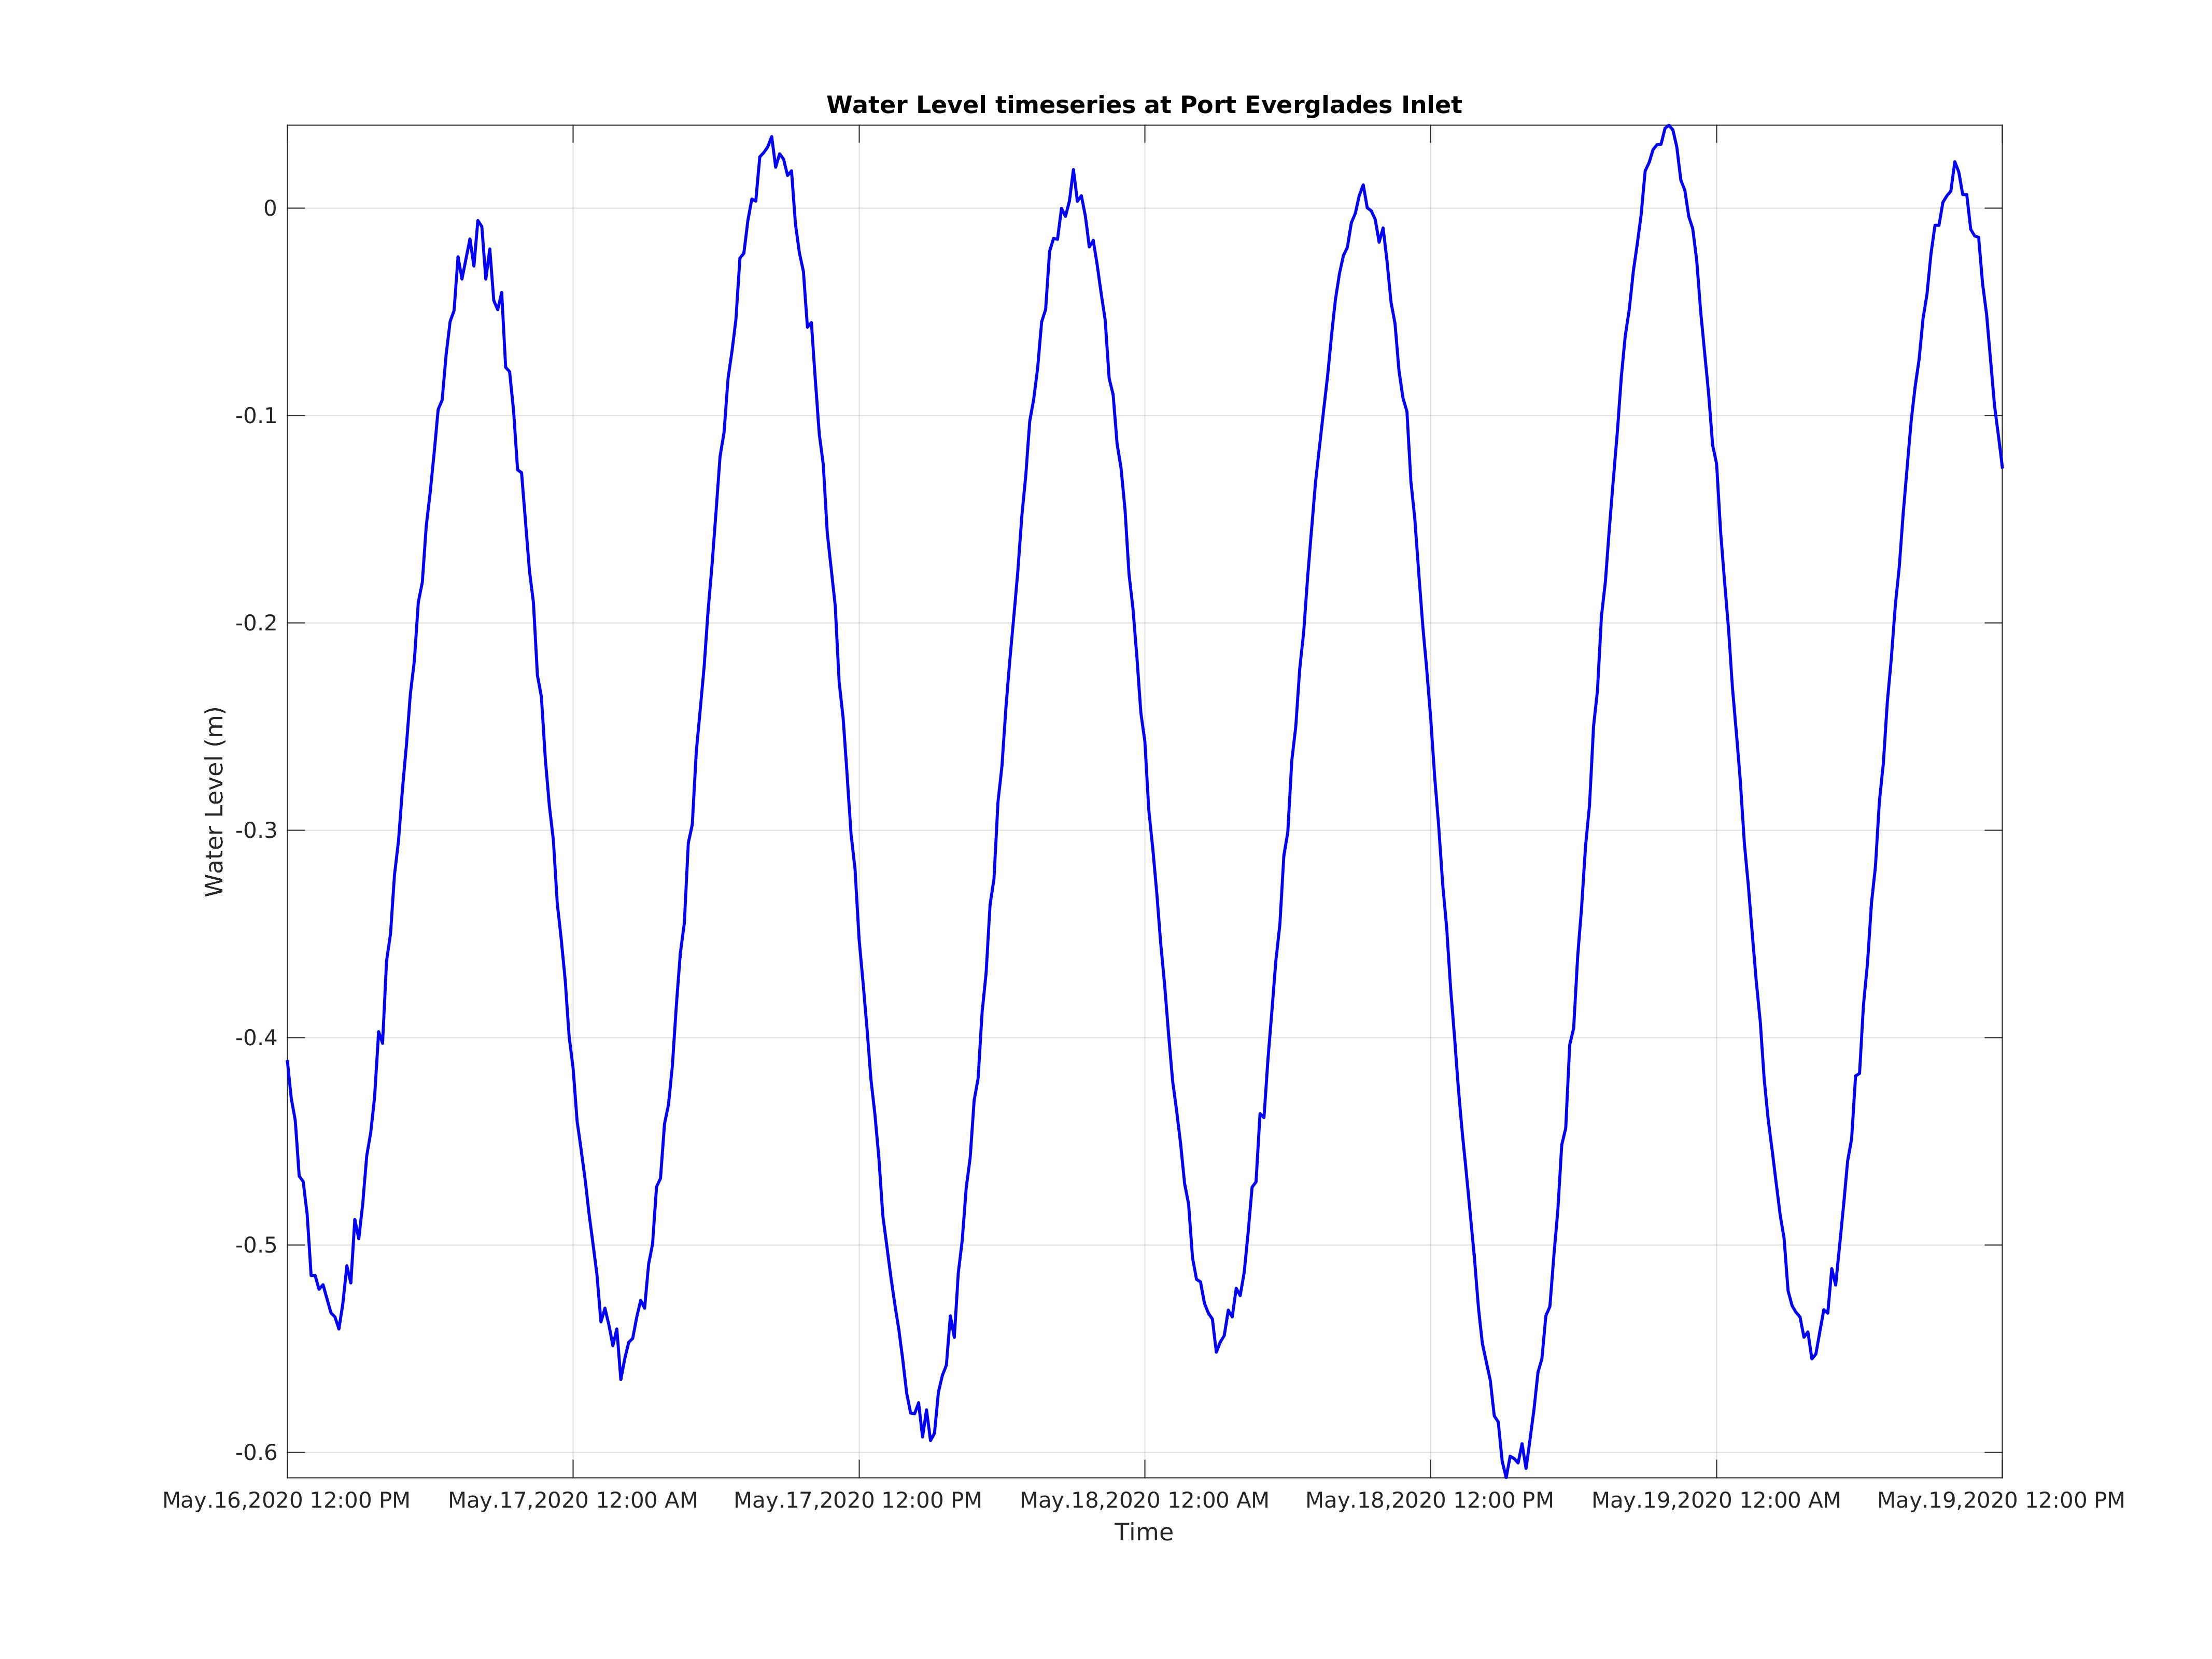 Water Level timeseries at Port Everglades Inlet
0
-0.1
-0.2
-0.3
-0.4
-0.5
-0.6
Water Level (m)
May.16,2020 12:00 PM May.17,2020 12:00 AM May.17,2020 12:00 PM May.18,2020 12:00 AM May.18,2020 12:00 PM May.19,2020 12:00 AM May.19,2020 12:00 PM
Time